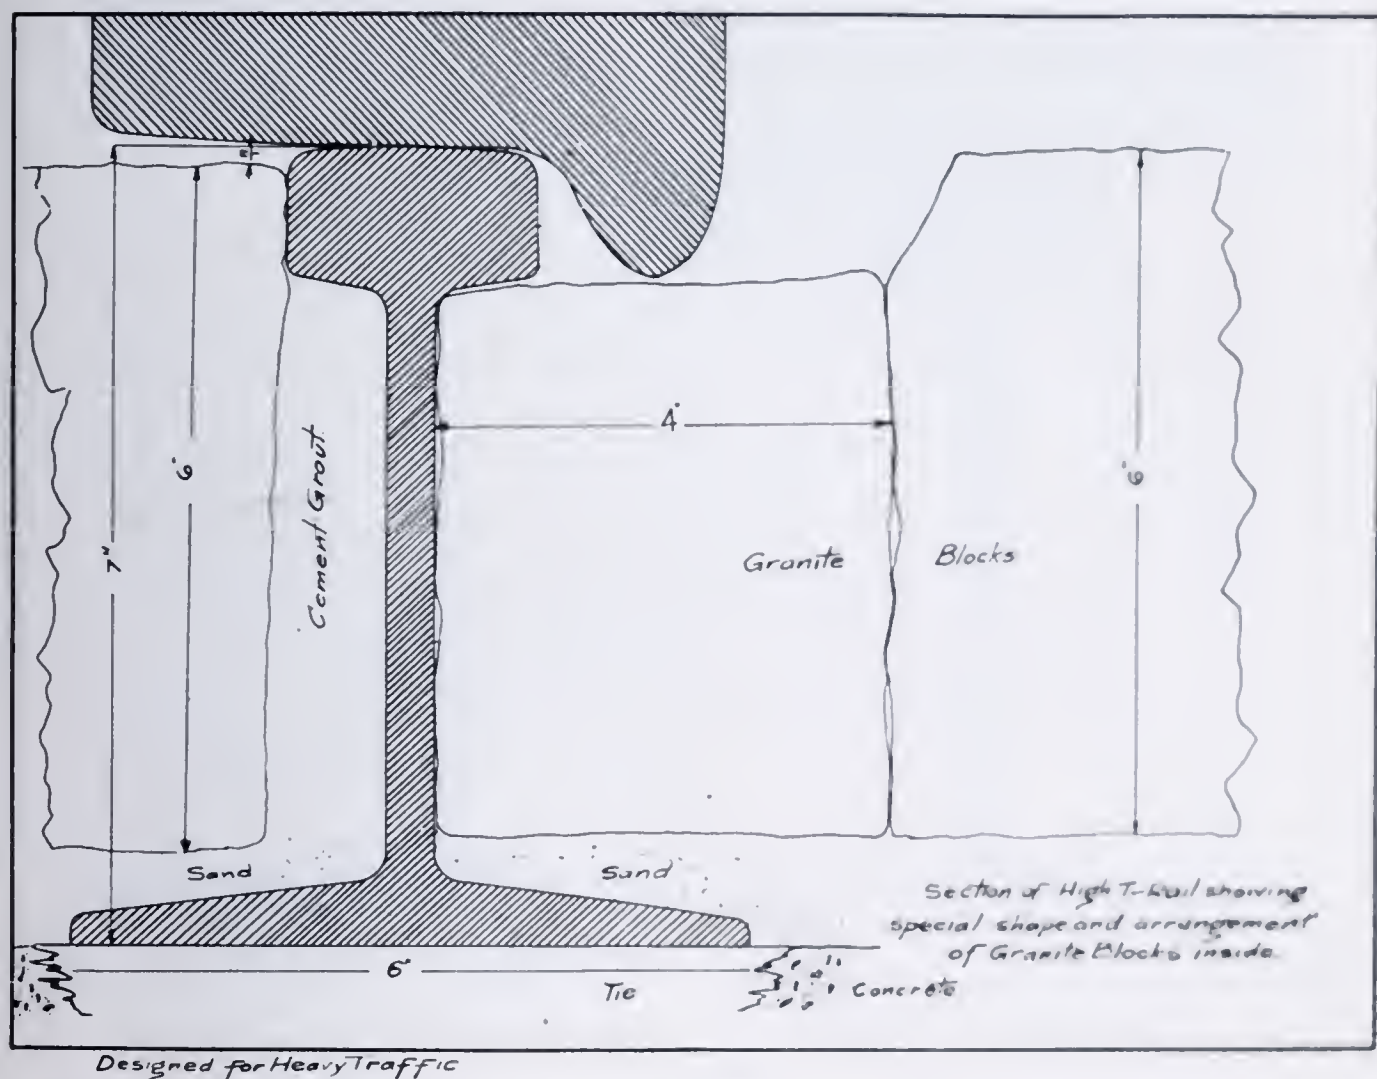 4"
6"
6"
7"
Cement Grout
Granite Blocks
Sand
Sand
Section of High T-Rail showing
special shape and arrangement
of Granite Blocks inside.
6"
Tie
Concrete
Designed for Heavy Traffic